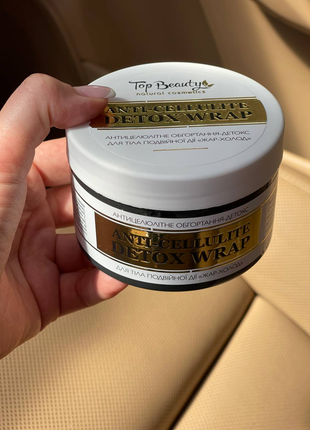 Top Beauty
natural cosmetics
ANTI-CELLULITE
DETOX WRAP
АНТИЦЕЛЮЛІТНЕ ОБГОРТАННЯ-ДЕТОКС
ДЛЯ ТІЛА ПОДВІЙНОЇ ДІЇ «ЖАР-ХОЛОД»
АНТИЦЕЛЮЛІТНЕ ОБГОРТАННЯ-ДЕТОКС
ANTI-CELLULITE
DETOX WRAP
ДЛЯ ТІЛА ПОДВІЙНОЇ ДІЇ «ЖАР-ХОЛОД»